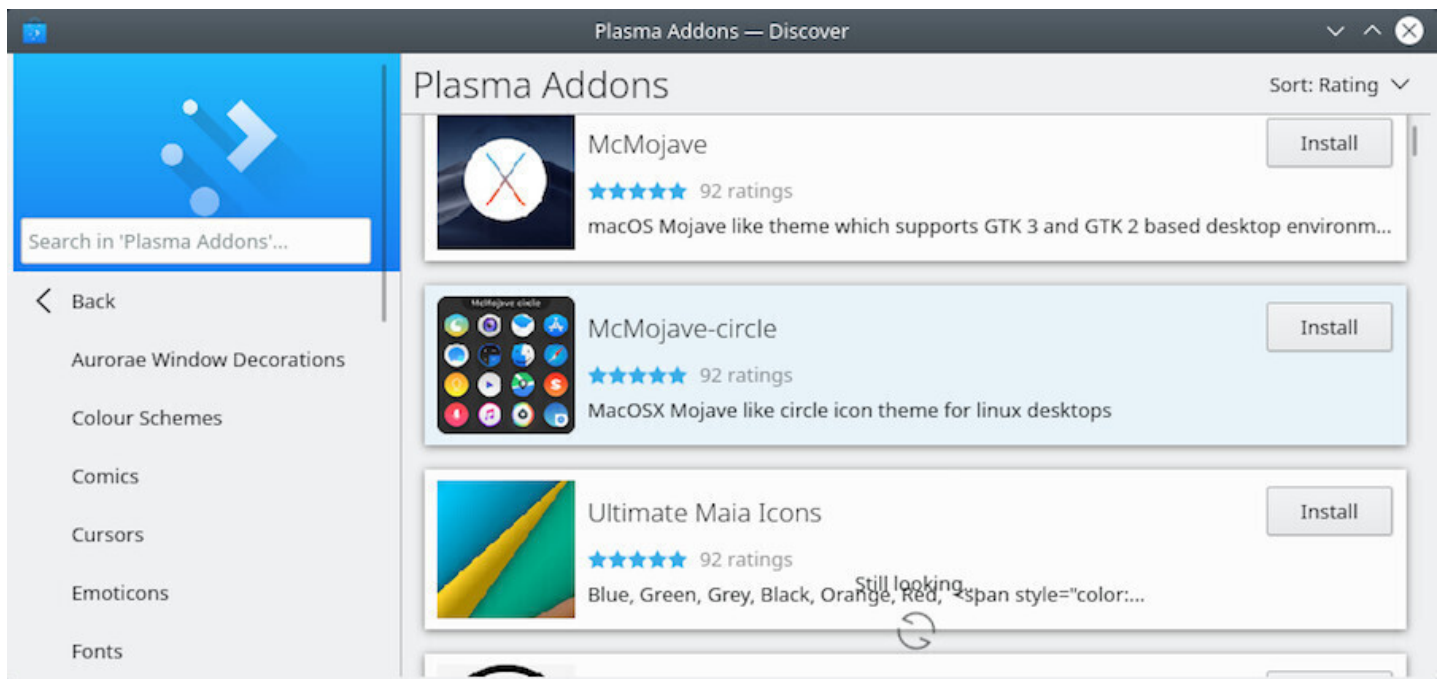 Plasma Addons — Discover
Plasma Addons
Sort: Rating
Search in 'Plasma Addons'...
Back
Aurorae Window Decorations
Colour Schemes
Comics
Cursors
Emoticons
Fonts
McMojave
Install
92 ratings
macOS Mojave like theme which supports GTK 3 and GTK 2 based desktop environm...
McMojave circle
McMojave-circle
Install
92 ratings
MacOSX Mojave like circle icon theme for linux desktops
Ultimate Maia Icons
Install
92 ratings
Still looking...
Blue, Green, Grey, Black, Orange, Red, <span style="color:...